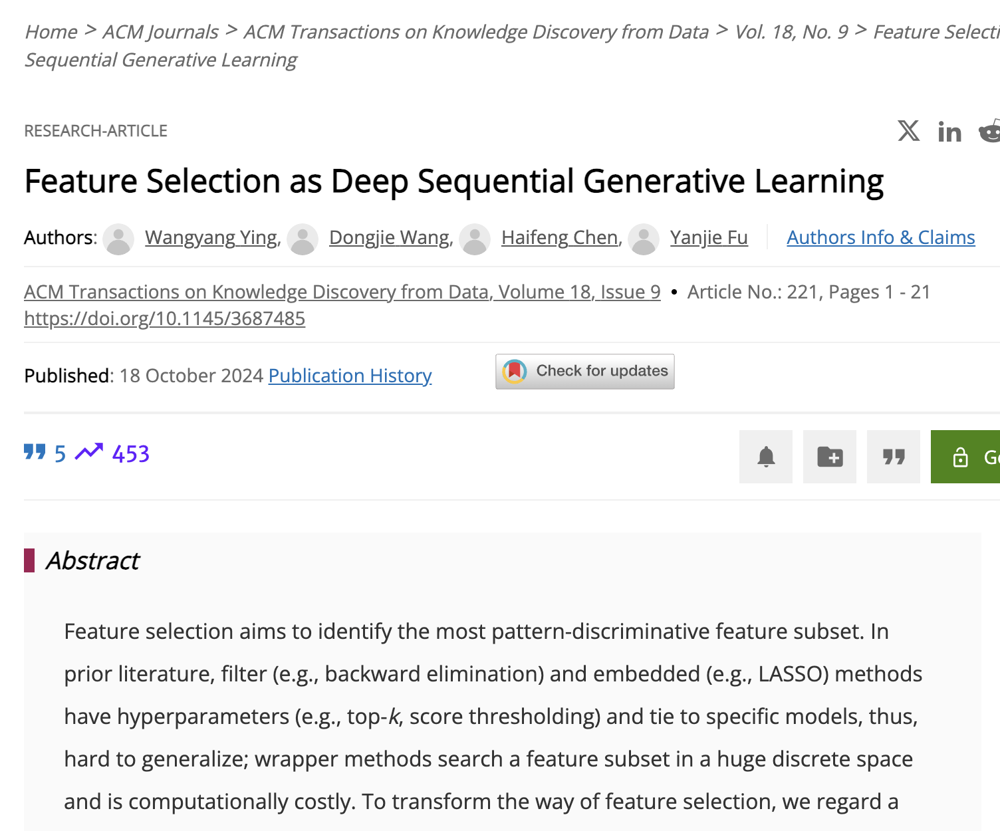 Home > ACM Journals > ACM Transactions on Knowledge Discovery from Data > Vol. 18, No. 9 > Feature Selecti
Sequential Generative Learning
RESEARCH-ARTICLE
X in
Feature Selection as Deep Sequential Generative Learning
Authors: Wangyang Ying, Dongjie Wang, Haifeng Chen, Yanjie Fu Authors Info & Claims
ACM Transactions on Knowledge Discovery from Data, Volume 18, Issue 9 • Article No.: 221, Pages 1 - 21
https://doi.org/10.1145/3687485
Published: 18 October 2024 Publication History Check for updates
5 453
Abstract
Feature selection aims to identify the most pattern-discriminative feature subset. In
prior literature, filter (e.g., backward elimination) and embedded (e.g., LASSO) methods
have hyperparameters (e.g., top-k, score thresholding) and tie to specific models, thus,
hard to generalize; wrapper methods search a feature subset in a huge discrete space
and is computationally costly. To transform the way of feature selection, we regard a